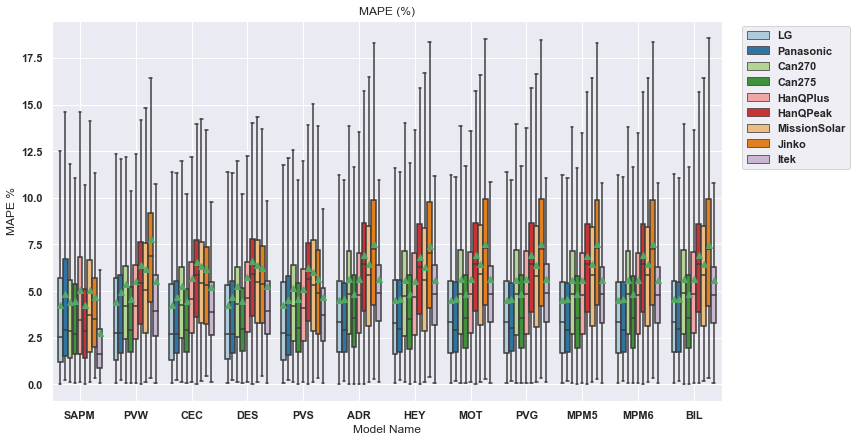 MAPE (%)
17.5
15.0
12.5
10.0
7.5
5.0
2.5
0.0
MAPE %
SAPM PVW CEC DES PVS ADR HEY MOT PVG MPM5 MPM6 BIL
Model Name
LG
Panasonic
Can270
Can275
HanQPlus
HanQPeak
MissionSolar
Jinko
Itek